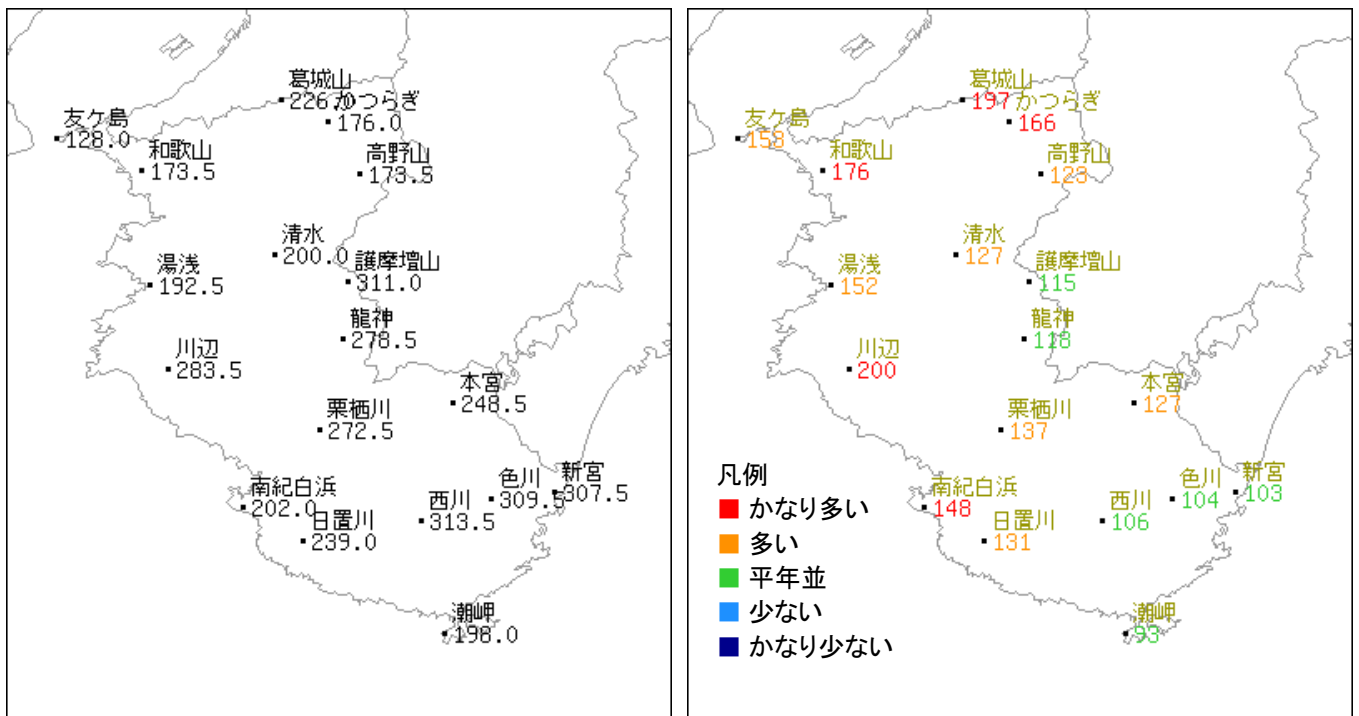 葛城山
226.0
かつらぎ
176.0
友ケ島
128.0
和歌山
173.5
高野山
173.5
清水
200.0
湯浅
192.5
護摩壇山
311.0
龍神
278.5
川辺
283.5
本宮
248.5
栗栖川
272.5
南紀白浜
202.0
日置川
239.0
西川
313.5
色川
309.5
新宮
307.5
潮岬
198.0
葛城山
197
かつらぎ
166
友ケ島
158
和歌山
176
高野山
123
清水
127
湯浅
152
護摩壇山
115
龍神
118
川辺
200
本宮
127
栗栖川
137
南紀白浜
148
日置川
131
西川
106
色川
104
新宮
103
潮岬
93
凡例
かなり多い
多い
平年並
少ない
かなり少ない